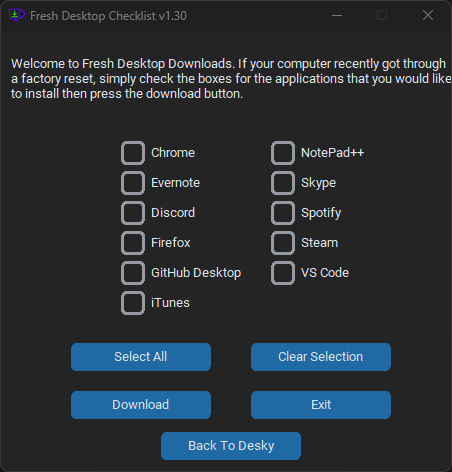 Fresh Desktop Checklist v1.30
Welcome to Fresh Desktop Downloads. If your computer recently got through
a factory reset, simply check the boxes for the applications that you would like
to install then press the download button.
Chrome
NotePad++
Evernote
Skype
Discord
Spotify
Firefox
Steam
GitHub Desktop
VS Code
iTunes
Select All
Clear Selection
Download
Exit
Back To Desky